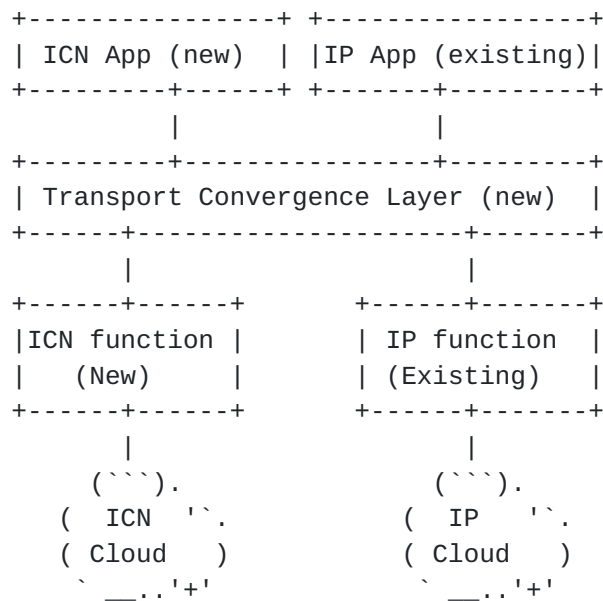 ICN App (new) IP App (existing)
Transport Convergence Layer (new)
ICN function IP function
(New) (Existing)
ICN IP
Cloud Cloud